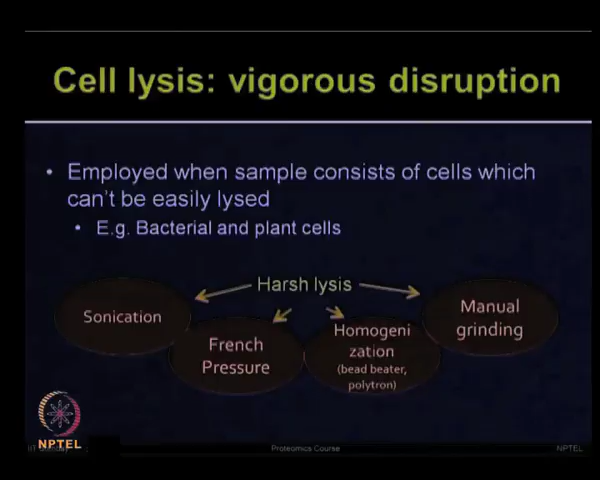 Cell lysis: vigorous disruption
• Employed when sample consists of cells which
can't be easily lysed
• E.g. Bacterial and plant cells
Harsh lysis
Sonication
French
Pressure
Homogeni
zation
(bead beater,
polytron)
Manual
grinding
NPTEL
Proteomics Course
NPTEL